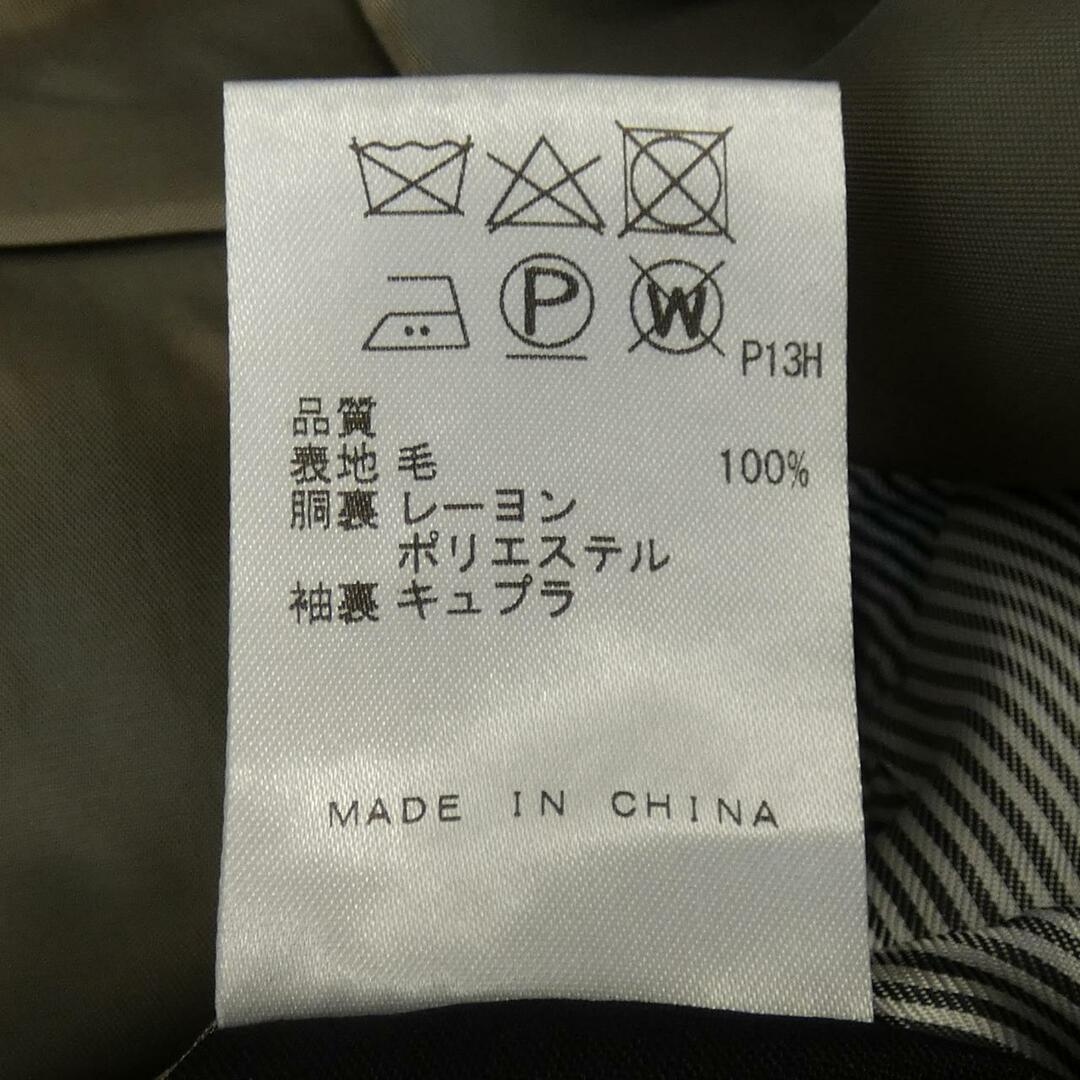 P
W
P13H
品質
表地 毛 100%
胴裏 レーヨン
ポリエステル
袖裏 キュプラ
MADE IN CHINA